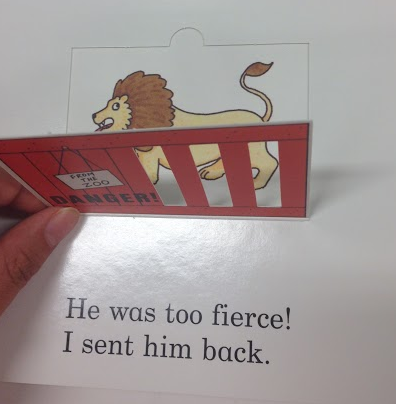 FROM
THE
ZOO
DANGER!
He was too fierce!
I sent him back.